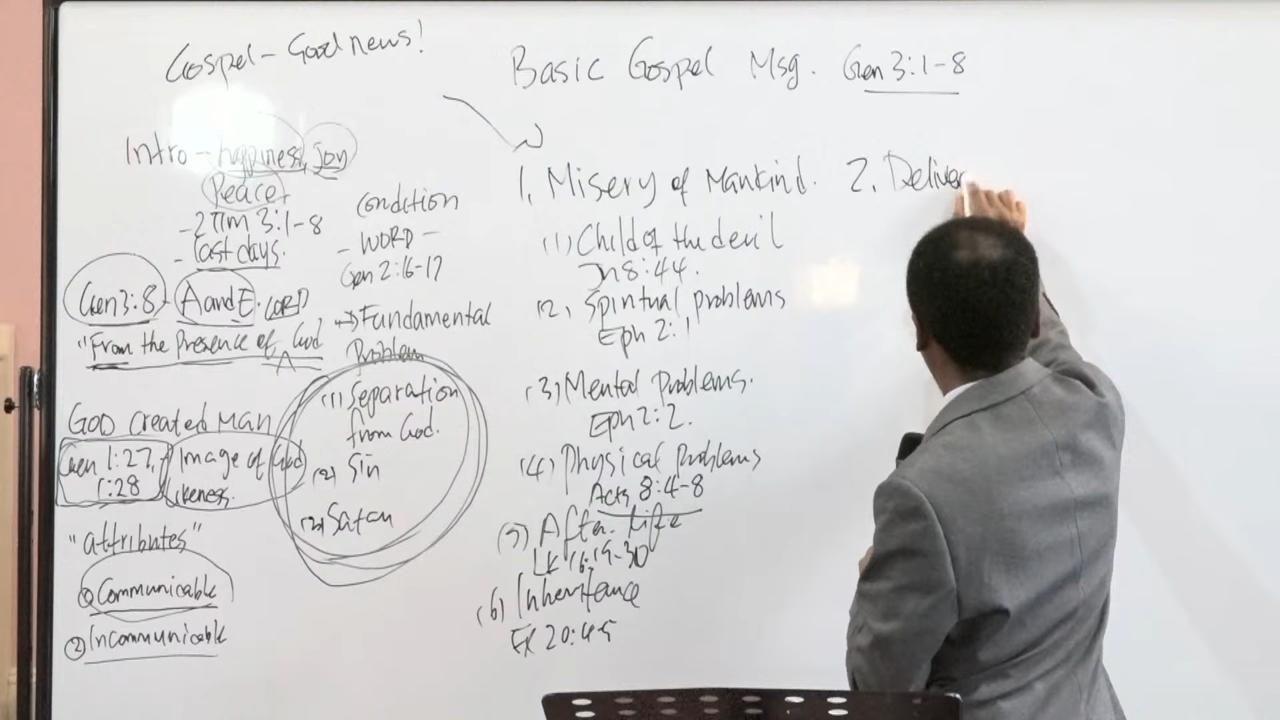 Gospel - Good news!
Intro - happiness, joy
Peace,
- 2 Tim 3:1-8
- last days.
Gen 3:8 - A and E. LORD
"From the Presence of God
GOD created MAN
Gen 1:27,
1:28
Image of God
Likeness.
"attributes"
① Communicable
② Incommunicable
condition
- WORD -
Gen 2:16-17
→ Fundamental
Problem
(1) Separation
from God.
(2) Sin
(3) Satan
Basic Gospel Msg. Gen 3:1-8
1. Misery of Mankind.
(1) Child of the devil
Jn 8:44.
(2) Spiritual problems
Eph 2:1
(3) Mental Problems.
Eph 2:2.
(4) Physical Problems
Acts 8:4-8
(5) After life
LK 16:19-30
(6) Inheritance
EX 20:4-5
2. Deliver